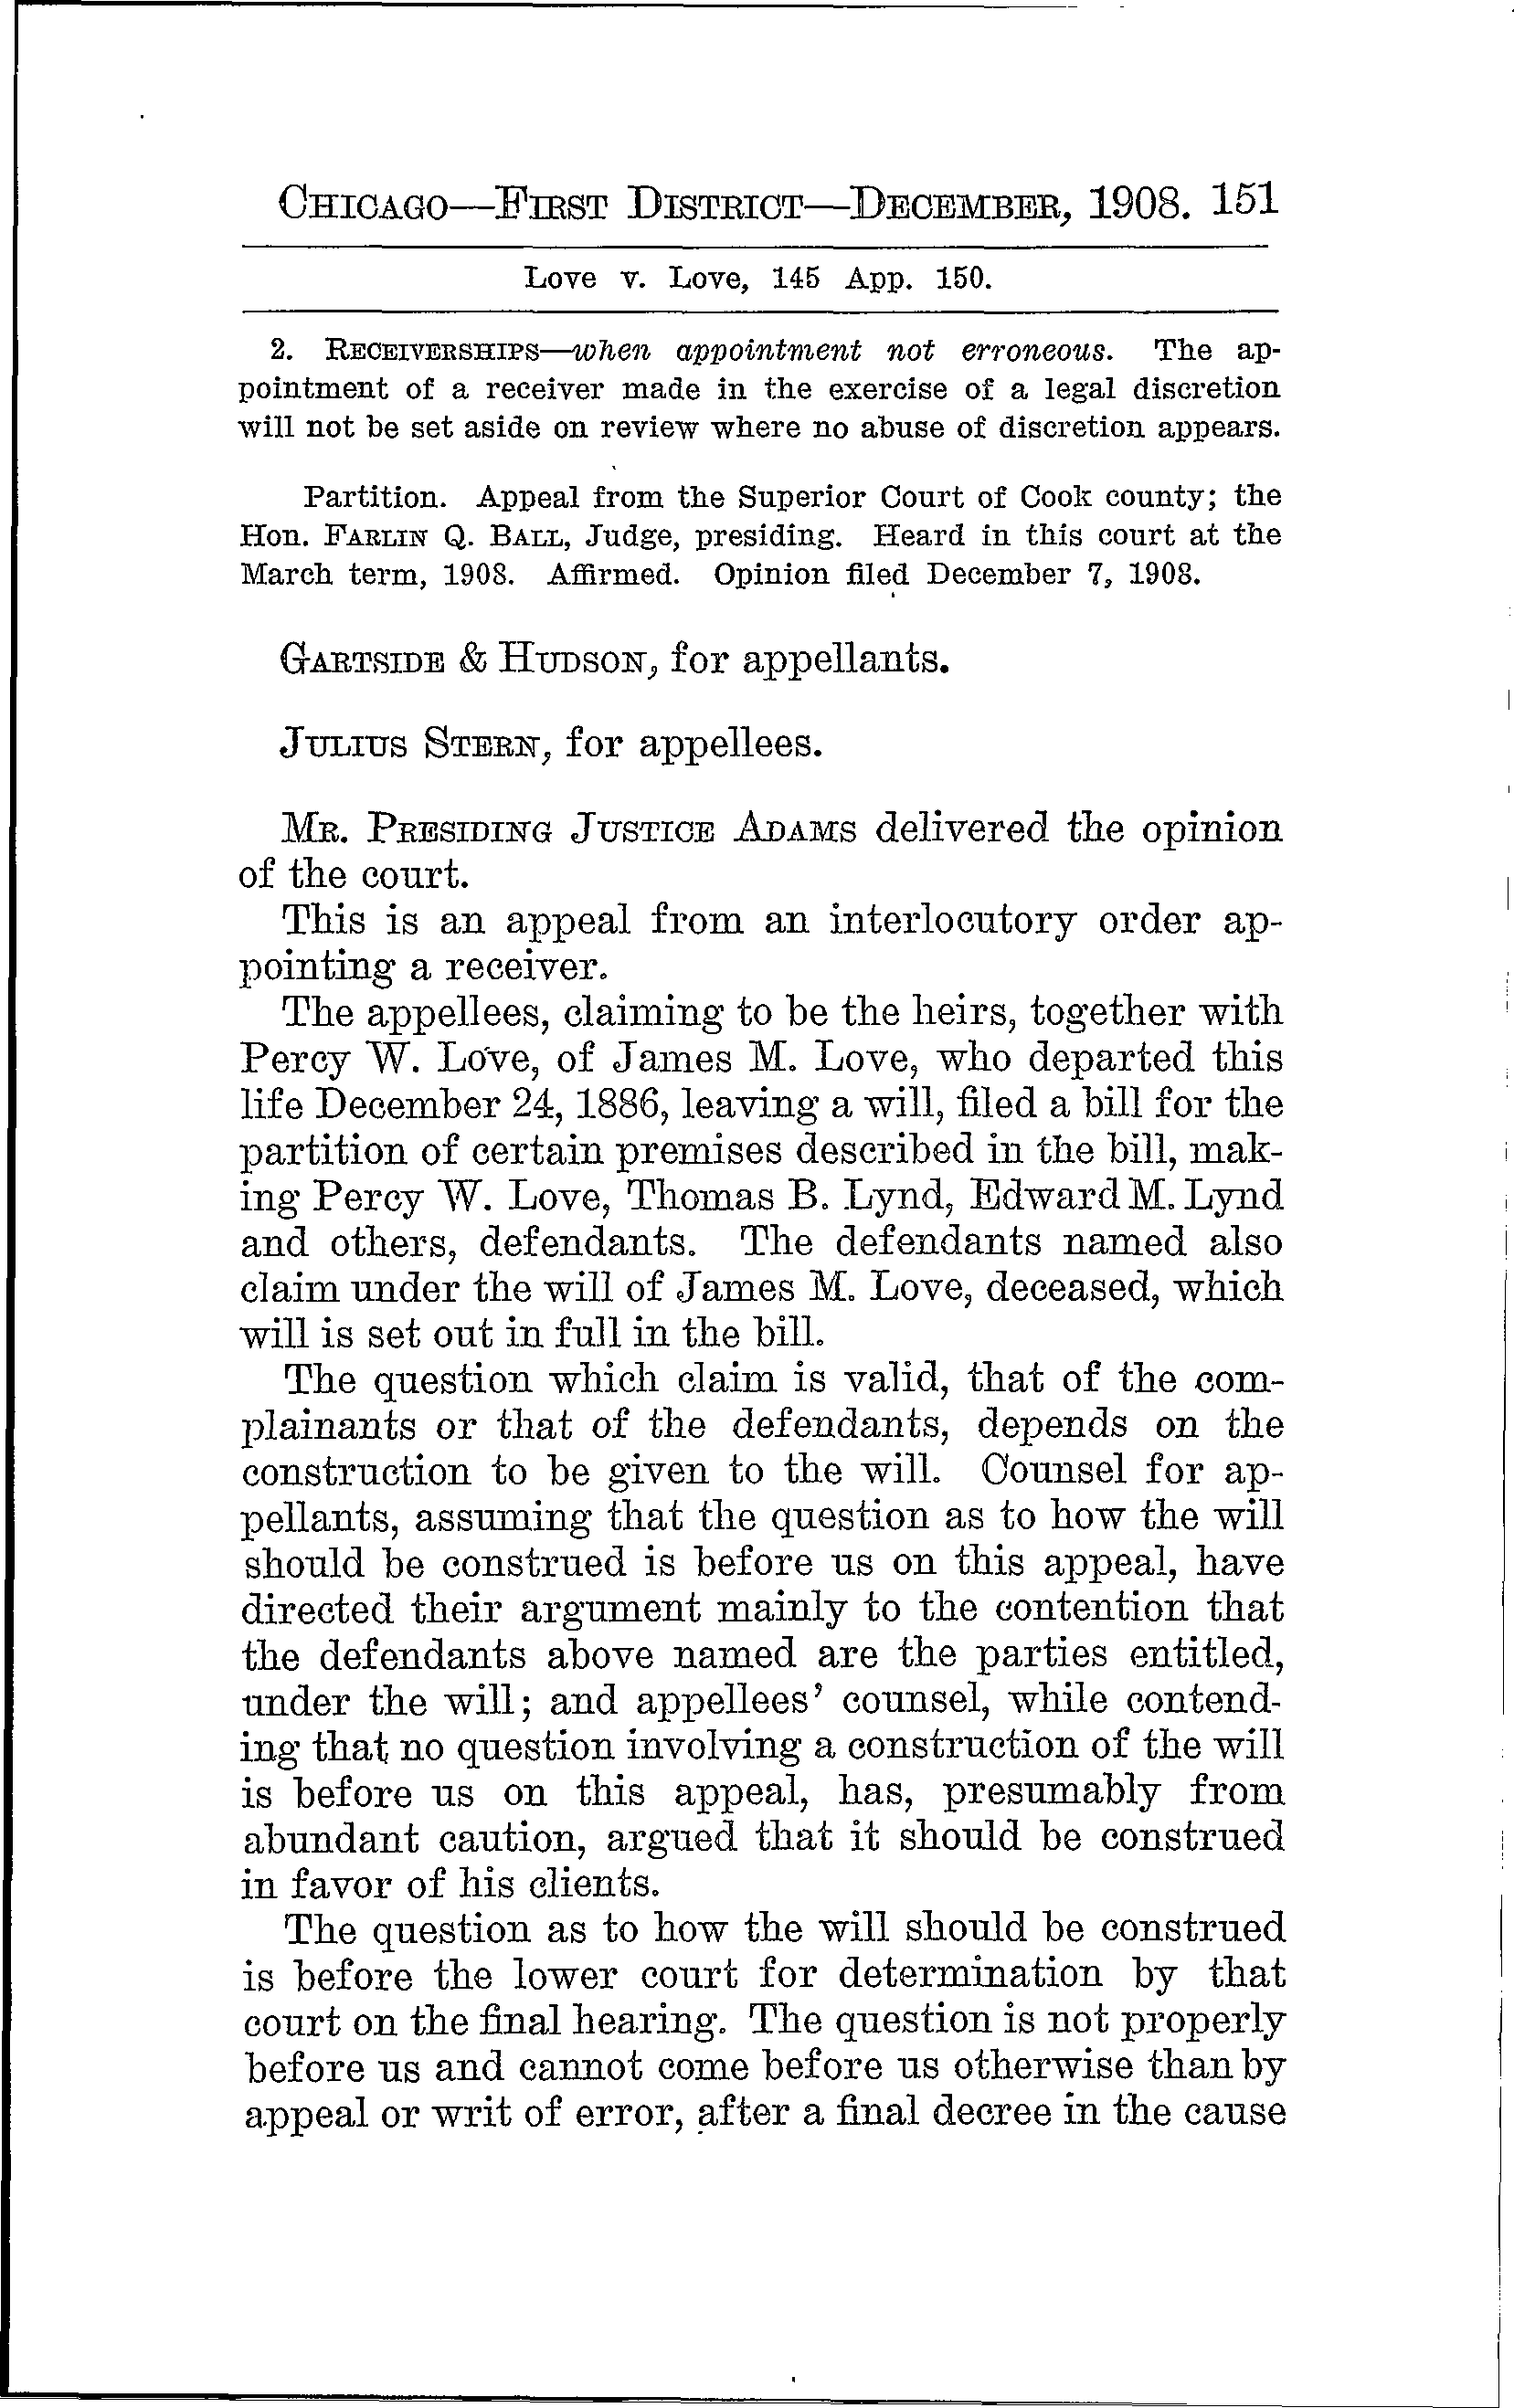 CHICAGO—FIRST DISTRICT—DECEMBER, 1908. 151
Love v. Love, 145 App. 150.
2. RECEIVERSHIPS—when appointment not erroneous. The ap-
pointment of a receiver made in the exercise of a legal discretion
will not be set aside on review where no abuse of discretion appears.
Partition. Appeal from the Superior Court of Cook county; the
Hon. FARLIN Q. BALL, Judge, presiding. Heard in this court at the
March term, 1908. Affirmed. Opinion filed December 7, 1908.
GARTSIDE & HUDSON, for appellants.
JULIUS STERN, for appellees.
MR. PRESIDING JUSTICE ADAMS delivered the opinion
of the court.
This is an appeal from an interlocutory order ap-
pointing a receiver.
The appellees, claiming to be the heirs, together with
Percy W. Love, of James M. Love, who departed this
life December 24, 1886, leaving a will, filed a bill for the
partition of certain premises described in the bill, mak-
ing Percy W. Love, Thomas B. Lynd, Edward M. Lynd
and others, defendants. The defendants named also
claim under the will of James M. Love, deceased, which
will is set out in full in the bill.
The question which claim is valid, that of the com-
plainants or that of the defendants, depends on the
construction to be given to the will. Counsel for ap-
pellants, assuming that the question as to how the will
should be construed is before us on this appeal, have
directed their argument mainly to the contention that
the defendants above named are the parties entitled,
under the will; and appellees' counsel, while contend-
ing that no question involving a construction of the will
is before us on this appeal, has, presumably from
abundant caution, argued that it should be construed
in favor of his clients.
The question as to how the will should be construed
is before the lower court for determination by that
court on the final hearing. The question is not properly
before us and cannot come before us otherwise than by
appeal or writ of error, after a final decree in the cause